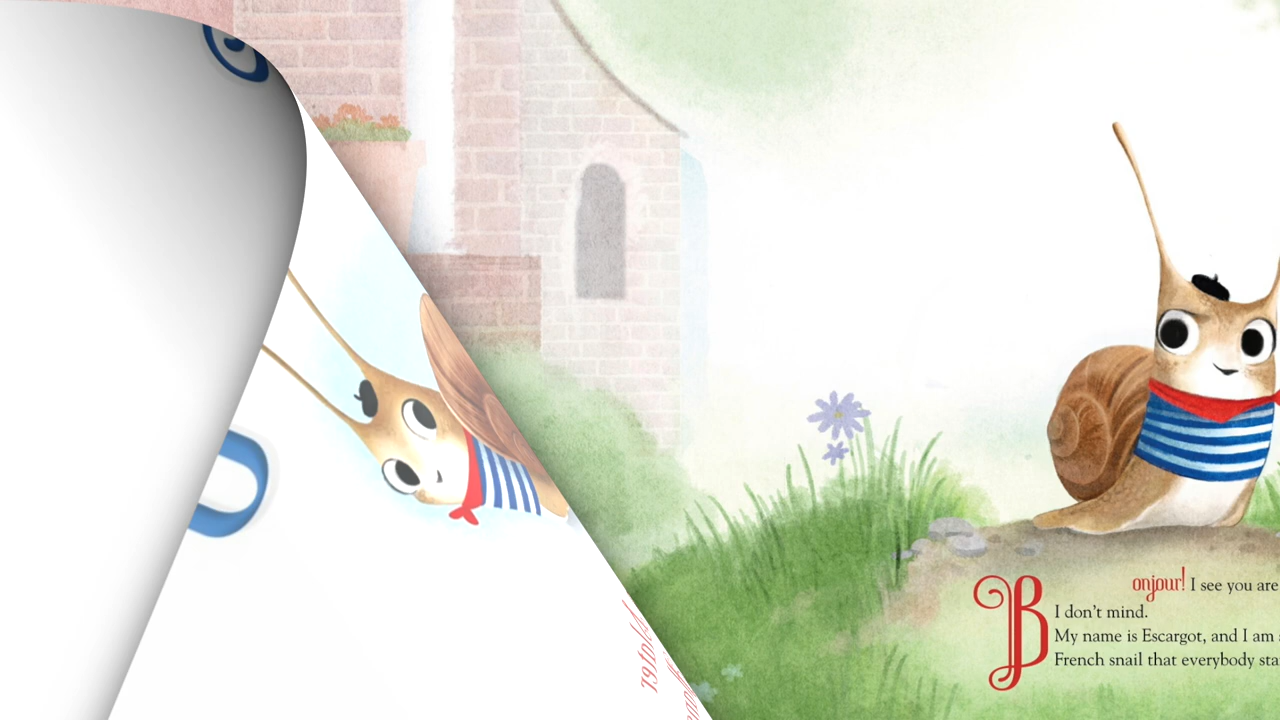 Bonjour! I see you are
I don't mind.
My name is Escargot, and I am
French snail that everybody sta